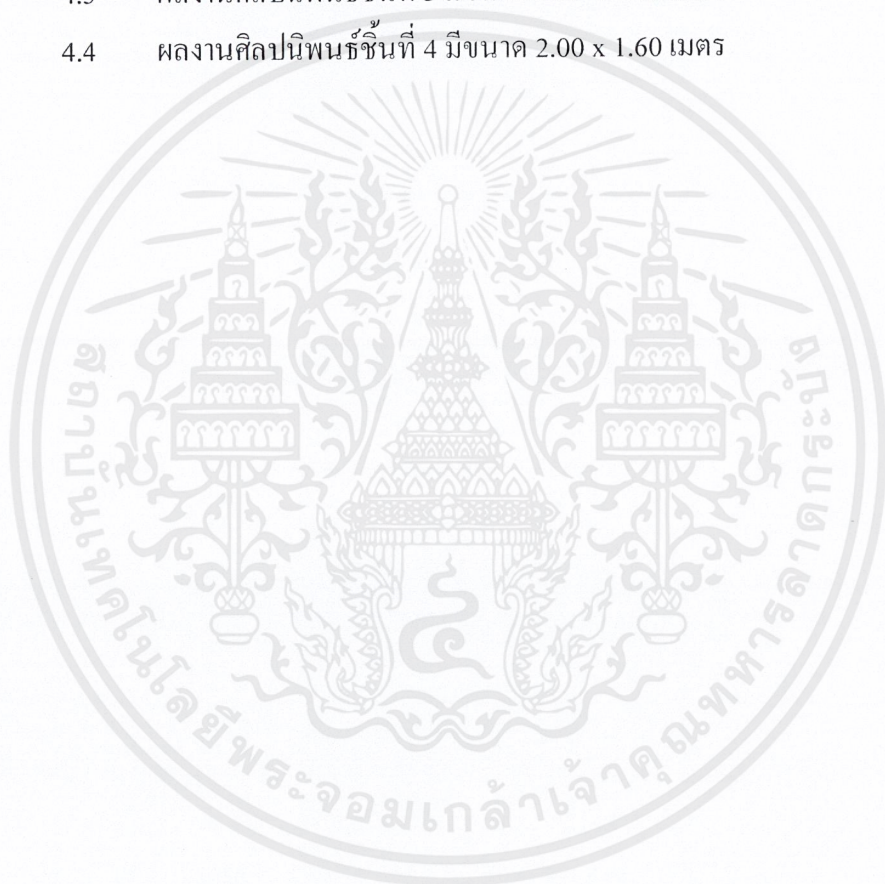 4.4 ผลงานศิลปนิพนธ์ชิ้นที่ 4 มีขนาด 2.00 x 1.60 เมตร
สถาบันเทคโนโลยีพระจอมเกล้าเจ้าคุณทหารลาดกระบัง
๔